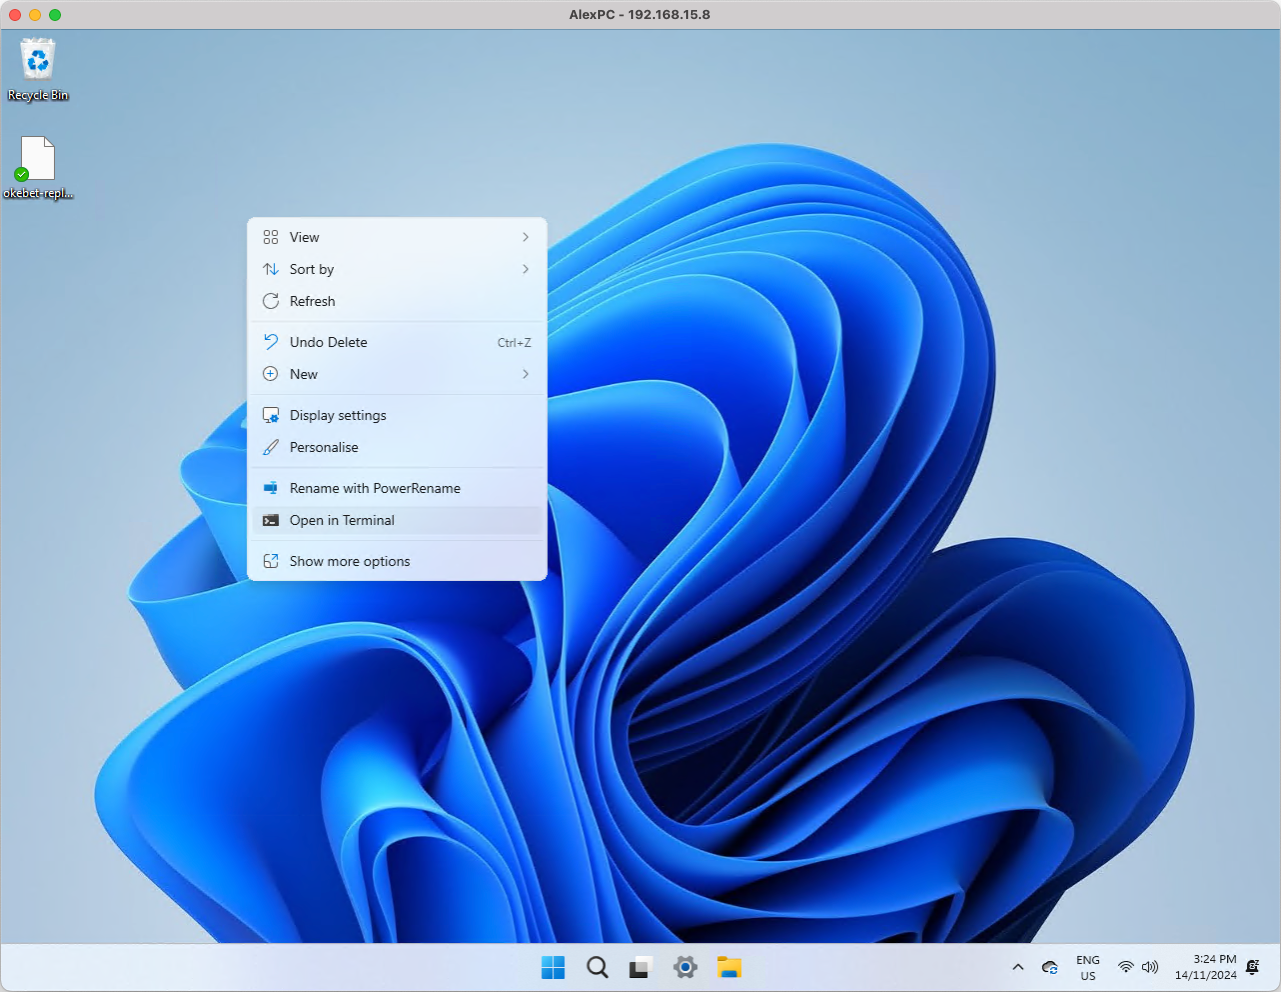 AlexPC - 192.168.15.8
Recycle Bin
okebet-repl...
View
Sort by
Refresh
Undo Delete Ctrl+Z
New
Display settings
Personalise
Rename with PowerRename
Open in Terminal
Show more options
ENG
US
3:24 PM
14/11/2024